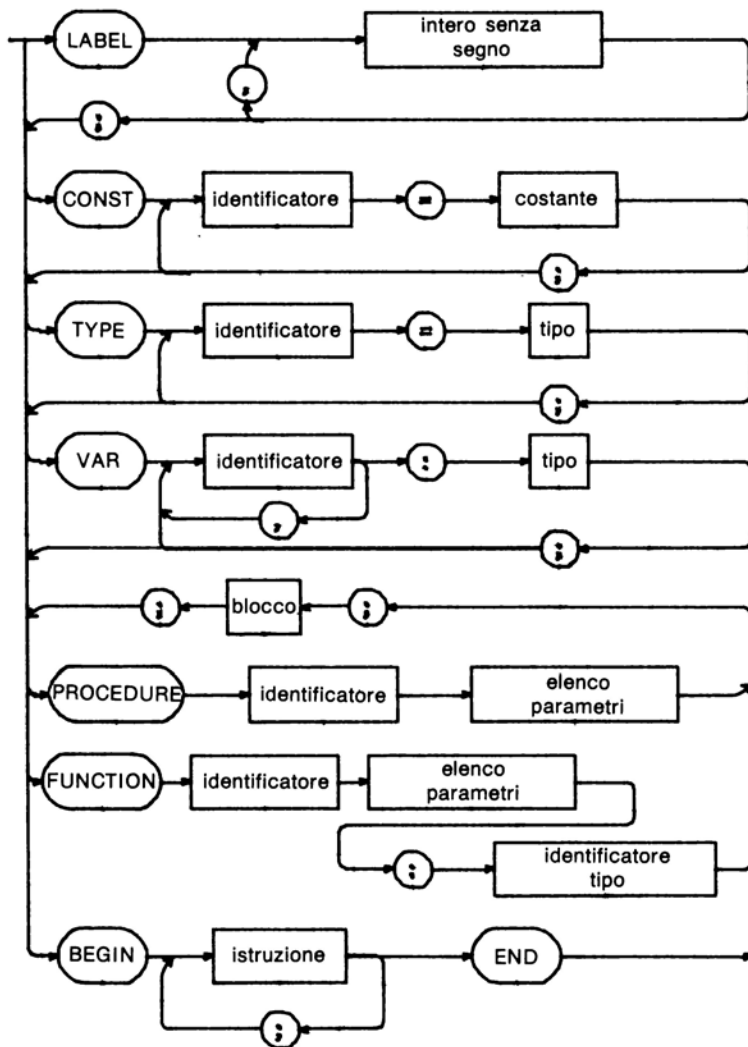 LABEL
intero senza
segno
,
;
CONST
identificatore
=
costante
;
TYPE
identificatore
=
tipo
;
VAR
identificatore
:
tipo
,
;
;
blocco
;
PROCEDURE
identificatore
elenco
parametri
FUNCTION
identificatore
elenco
parametri
:
identificatore
tipo
BEGIN
istruzione
END
;